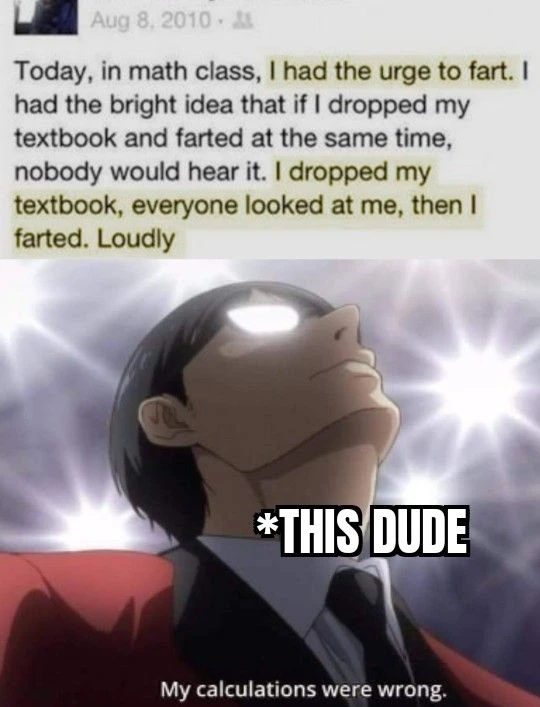 Aug 8, 2010 ·
Today, in math class, I had the urge to fart. I
had the bright idea that if I dropped my
textbook and farted at the same time,
nobody would hear it. I dropped my
textbook, everyone looked at me, then I
farted. Loudly
*THIS DUDE
My calculations were wrong.